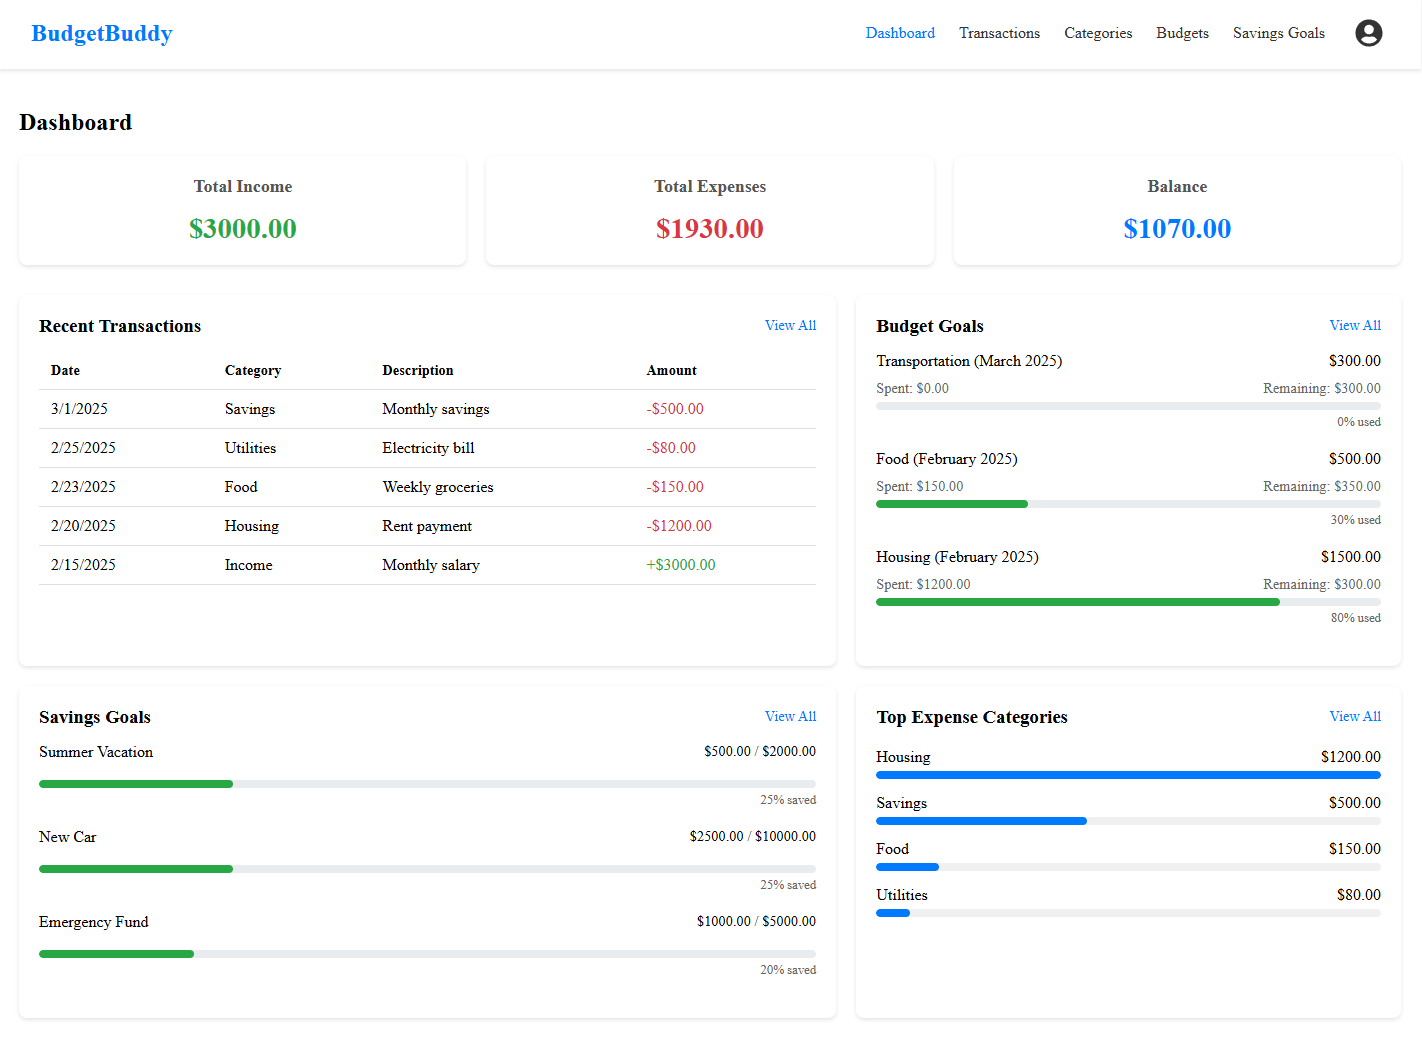 BudgetBuddy
Dashboard Transactions Categories Budgets Savings Goals
Dashboard
Total Income
$3000.00
Total Expenses
$1930.00
Balance
$1070.00
Recent Transactions View All
Date Category Description Amount
3/1/2025 Savings Monthly savings -$500.00
2/25/2025 Utilities Electricity bill -$80.00
2/23/2025 Food Weekly groceries -$150.00
2/20/2025 Housing Rent payment -$1200.00
2/15/2025 Income Monthly salary +$3000.00
Budget Goals View All
Transportation (March 2025) $300.00
Spent: $0.00 Remaining: $300.00
0% used
Food (February 2025) $500.00
Spent: $150.00 Remaining: $350.00
30% used
Housing (February 2025) $1500.00
Spent: $1200.00 Remaining: $300.00
80% used
Savings Goals View All
Summer Vacation $500.00 / $2000.00
25% saved
New Car $2500.00 / $10000.00
25% saved
Emergency Fund $1000.00 / $5000.00
20% saved
Top Expense Categories View All
Housing $1200.00
Savings $500.00
Food $150.00
Utilities $80.00